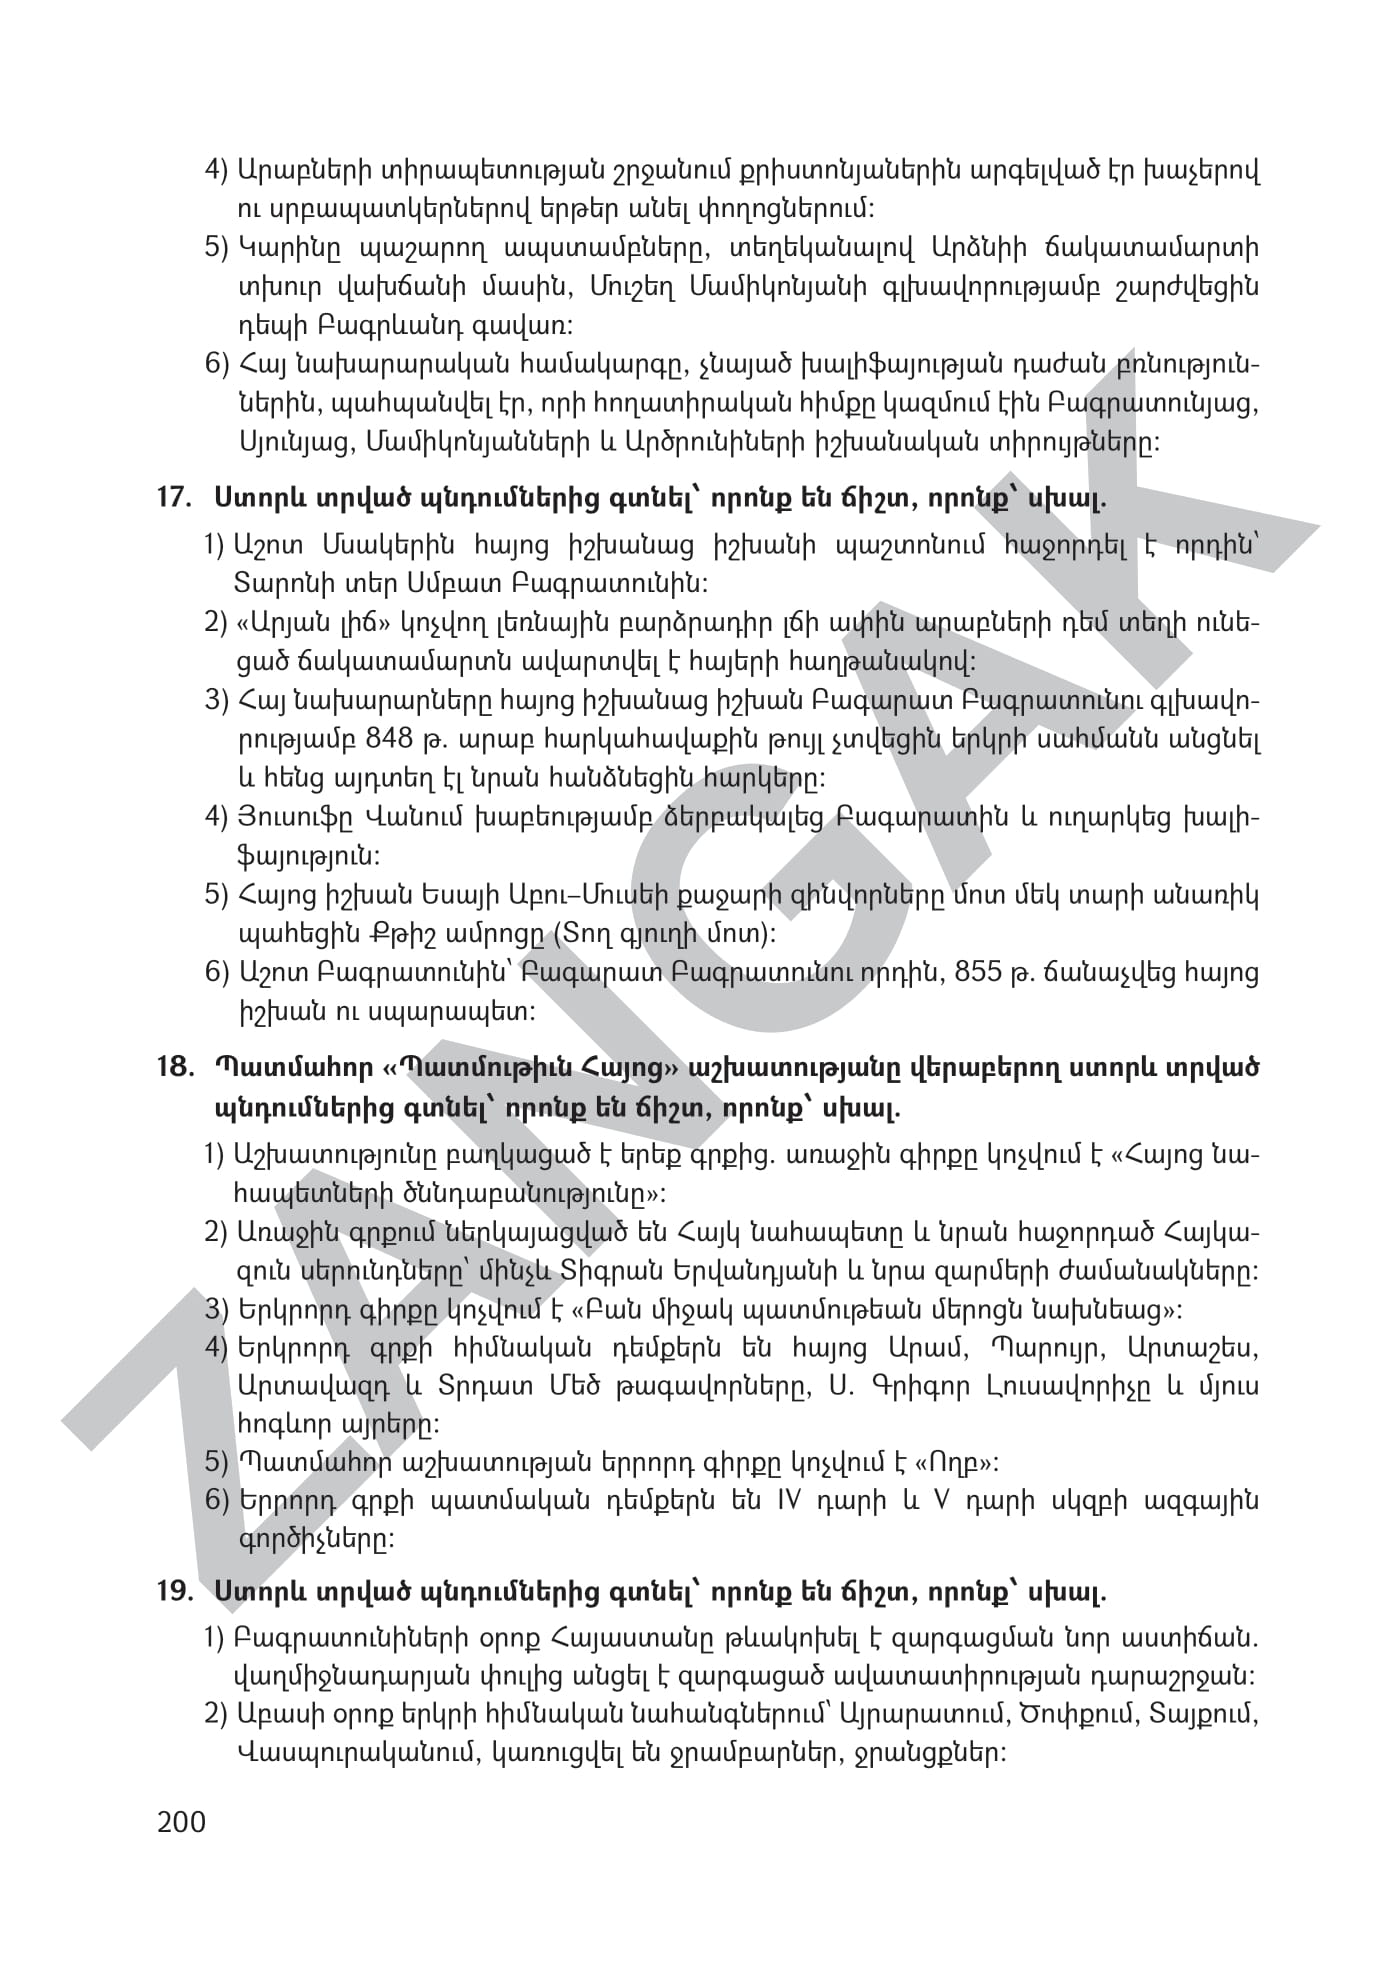 4) Արաբների տիրապետության շրջանում քրիստոնյաներին արգելված էր խաչերով
ու սրբապատկերներով երթեր անել փողոցներում:
5) Կարինը պաշարող ապստամբները, տեղեկանալով Արձնիի ճակատամարտի
տխուր վախճանի մասին, Մուշեղ Մամիկոնյանի գլխավորությամբ շարժվեցին
դեպի Բագրևանդ գավառ:
6) Հայ նախարարական համակարգը, չնայած խալիֆայության դաժան բռնություն-
ներին, պահպանվել էր, որի հողատիրական հիմքը կազմում էին Բագրատունյաց,
Սյունյաց, Մամիկոնյանների և Արծրունիների իշխանական տիրույթները:
17. Ստորև տրված պնդումներից գտնել՝ որոնք են ճիշտ, որոնք՝ սխալ.
1) Աշոտ Մսակերին հայոց իշխանաց իշխանի պաշտոնում հաջորդել է որդին՝
Տարոնի տեր Սմբատ Բագրատունին:
2) «Արյան լիճ» կոչվող լեռնային բարձրադիր լճի ափին արաբների դեմ տեղի ունե-
ցած ճակատամարտն ավարտվել է հայերի հաղթանակով:
3) Հայ նախարարները հայոց իշխանաց իշխան Բագարատ Բագրատունու գլխավո-
րությամբ 848 թ. արաբ հարկահավաքին թույլ չտվեցին երկրի սահմանն անցնել
և հենց այդտեղ էլ նրան հանձնեցին հարկերը:
4) Յուսուֆը Վանում խաբեությամբ ձերբակալեց Բագարատին և ուղարկեց խալի-
ֆայություն:
5) Հայոց իշխան Եսայի Աբու–Մուսեի քաջարի զինվորները մոտ մեկ տարի անառիկ
պահեցին Քթիշ ամրոցը (Տող գյուղի մոտ):
6) Աշոտ Բագրատունին՝ Բագարատ Բագրատունու որդին, 855 թ. ճանաչվեց հայոց
իշխան ու սպարապետ:
18. Պատմահոր «Պատմութիւն Հայոց» աշխատությանը վերաբերող ստորև տրված
պնդումներից գտնել՝ որոնք են ճիշտ, որոնք՝ սխալ.
1) Աշխատությունը բաղկացած է երեք գրքից. առաջին գիրքը կոչվում է «Հայոց նա-
հապետների ծննդաբանությունը»:
2) Առաջին գրքում ներկայացված են Հայկ նահապետը և նրան հաջորդած Հայկա-
զուն սերունդները՝ մինչև Տիգրան Երվանդյանի և նրա զարմերի ժամանակները:
3) Երկրորդ գիրքը կոչվում է «Բան միջակ պատմութեան մերոցն նախնեաց»:
4) Երկրորդ գրքի հիմնական դեմքերն են հայոց Արամ, Պարույր, Արտաշես,
Արտավազդ և Տրդատ Մեծ թագավորները, Ս. Գրիգոր Լուսավորիչը և մյուս
հոգևոր այրերը:
5) Պատմահոր աշխատության երրորդ գիրքը կոչվում է «Ողբ»:
6) Երրորդ գրքի պատմական դեմքերն են IV դարի և V դարի սկզբի ազգային
գործիչները:
19. Ստորև տրված պնդումներից գտնել՝ որոնք են ճիշտ, որոնք՝ սխալ.
1) Բագրատունիների օրոք Հայաստանը թևակոխել է զարգացման նոր աստիճան.
վաղմիջնադարյան փուլից անցել է զարգացած ավատատիրության դարաշրջան:
2) Աբասի օրոք երկրի հիմնական նահանգներում՝ Այրարատում, Ծոփքում, Տայքում,
Վասպուրականում, կառուցվել են ջրամբարներ, ջրանցքներ:
200
ZANGAK